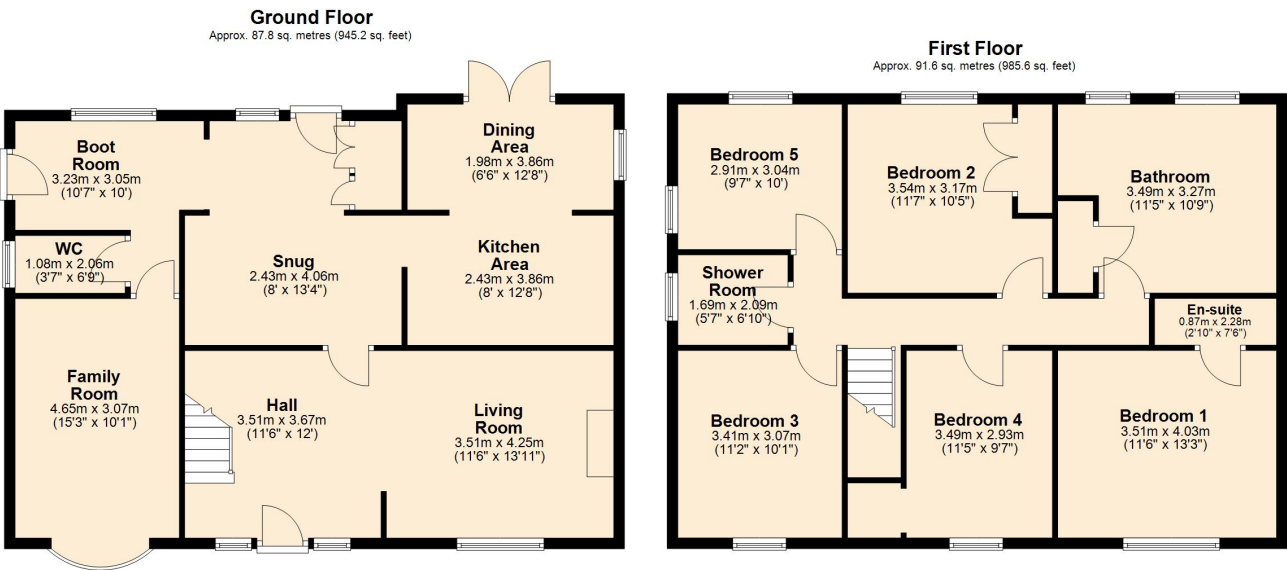 Ground Floor
Approx. 87.8 sq. metres (945.2 sq. feet)
Boot
Room
3.23m x 3.05m
(10'7" x 10')
WC
1.08m x 2.06m
(3'7" x 6'9")
Family
Room
4.65m x 3.07m
(15'3" x 10'1")
Snug
2.43m x 4.06m
(8' x 13'4")
Dining
Area
1.98m x 3.86m
(6'6" x 12'8")
Kitchen
Area
2.43m x 3.86m
(8' x 12'8")
Hall
3.51m x 3.67m
(11'6" x 12')
Living
Room
3.51m x 4.25m
(11'6" x 13'11")
First Floor
Approx. 91.6 sq. metres (985.6 sq. feet)
Bedroom 5
2.91m x 3.04m
(9'7" x 10')
Bedroom 2
3.54m x 3.17m
(11'7" x 10'5")
Bathroom
3.49m x 3.27m
(11'5" x 10'9")
Shower
Room
1.69m x 2.09m
(5'7" x 6'10")
En-suite
0.87m x 2.28m
(2'10" x 7'6")
Bedroom 3
3.41m x 3.07m
(11'2" x 10'1")
Bedroom 4
3.49m x 2.93m
(11'5" x 9'7")
Bedroom 1
3.51m x 4.03m
(11'6" x 13'3")